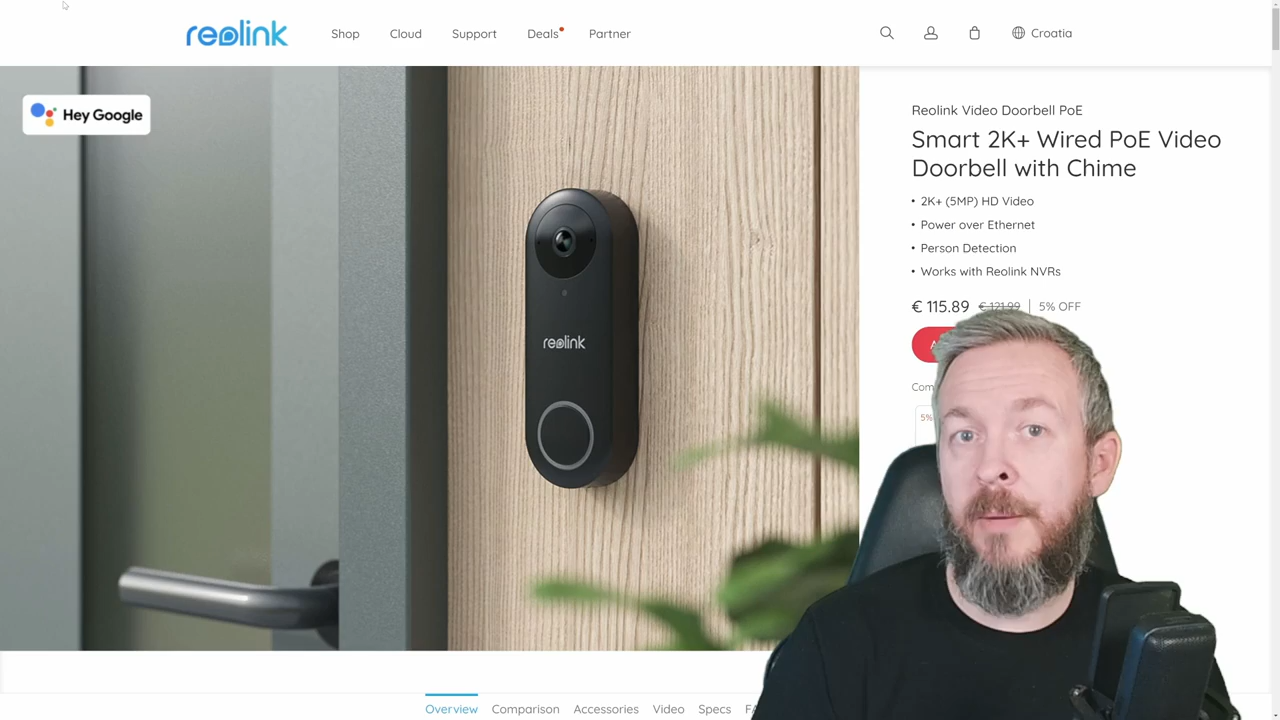 reolink
Shop
Cloud
Support
Deals
Partner
Croatia
Hey Google
reolink
Reolink Video Doorbell PoE
Smart 2K+ Wired PoE Video
Doorbell with Chime
• 2K+ (5MP) HD Video
• Power over Ethernet
• Person Detection
• Works with Reolink NVRs
€ 115.89 € 121.99 | 5% OFF
5%
Overview
Comparison
Accessories
Video
Specs